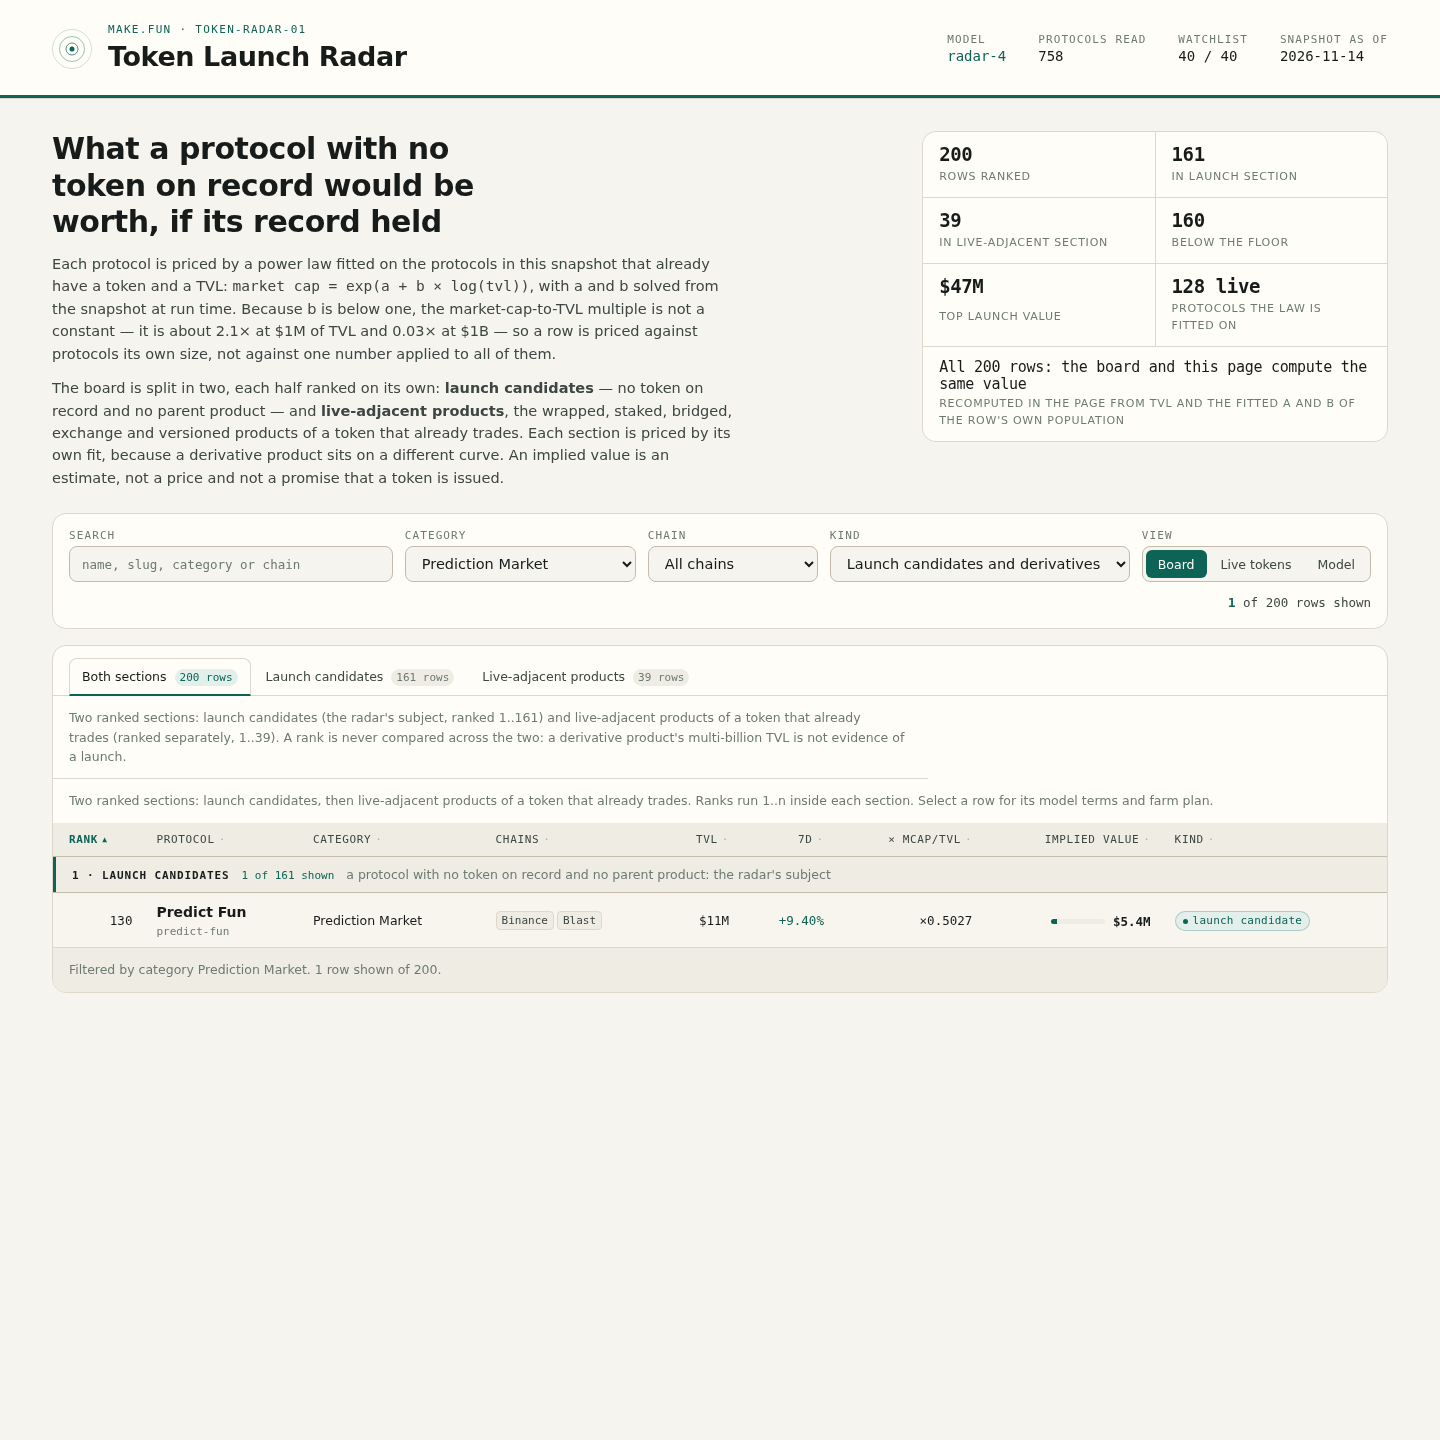 MAKE.FUN · TOKEN-RADAR-01
Token Launch Radar
MODEL
radar-4
PROTOCOLS READ
758
WATCHLIST
40 / 40
SNAPSHOT AS OF
2026-11-14
What a protocol with no
token on record would be
worth, if its record held
Each protocol is priced by a power law fitted on the protocols in this snapshot that already
have a token and a TVL: market cap = exp(a + b × log(tvl)), with a and b solved from
the snapshot at run time. Because b is below one, the market-cap-to-TVL multiple is not a
constant — it is about 2.1× at $1M of TVL and 0.03× at $1B — so a row is priced against
protocols its own size, not against one number applied to all of them.
The board is split in two, each half ranked on its own: launch candidates — no token on
record and no parent product — and live-adjacent products, the wrapped, staked, bridged,
exchange and versioned products of a token that already trades. Each section is priced by its
own fit, because a derivative product sits on a different curve. An implied value is an
estimate, not a price and not a promise that a token is issued.
200
ROWS RANKED
161
IN LAUNCH SECTION
39
IN LIVE-ADJACENT SECTION
160
BELOW THE FLOOR
$47M
TOP LAUNCH VALUE
128 live
PROTOCOLS THE LAW IS
FITTED ON
All 200 rows: the board and this page compute the
same value
RECOMPUTED IN THE PAGE FROM TVL AND THE FITTED A AND B OF
THE ROW'S OWN POPULATION
SEARCH
name, slug, category or chain
CATEGORY
Prediction Market
CHAIN
All chains
KIND
Launch candidates and derivatives
VIEW
Board Live tokens Model
1 of 200 rows shown
Both sections 200 rows Launch candidates 161 rows Live-adjacent products 39 rows
Two ranked sections: launch candidates (the radar's subject, ranked 1..161) and live-adjacent products of a token that already
trades (ranked separately, 1..39). A rank is never compared across the two: a derivative product's multi-billion TVL is not evidence of
a launch.
Two ranked sections: launch candidates, then live-adjacent products of a token that already trades. Ranks run 1..n inside each section. Select a row for its model terms and farm plan.
RANK ▲ PROTOCOL · CATEGORY · CHAINS · TVL · 7D · × MCAP/TVL · IMPLIED VALUE · KIND ·
1 · LAUNCH CANDIDATES 1 of 161 shown a protocol with no token on record and no parent product: the radar's subject
130 Predict Fun Prediction Market Binance Blast $11M +9.40% ×0.5027 $5.4M launch candidate
predict-fun
Filtered by category Prediction Market. 1 row shown of 200.